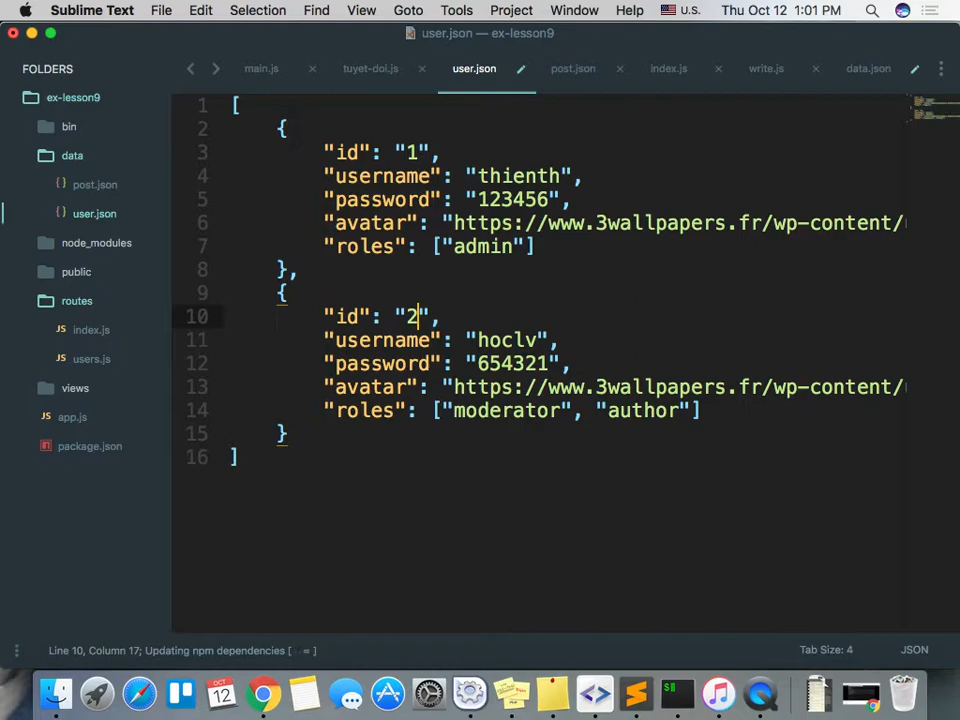 Sublime Text File Edit Selection Find View Goto Tools Project Window Help U.S. Thu Oct 12 1:01 PM
user.json — ex-lesson9
FOLDERS
ex-lesson9
bin
data
post.json
user.json
node_modules
public
routes
index.js
users.js
views
app.js
package.json
main.js tuyet-doi.js user.json post.json index.js write.js data.json
1 [
2 {
3 "id": "1",
4 "username": "thienth",
5 "password": "123456",
6 "avatar": "https://www.3wallpapers.fr/wp-content/
7 "roles": ["admin"]
8 },
9 {
10 "id": "2",
11 "username": "hoclv",
12 "password": "654321",
13 "avatar": "https://www.3wallpapers.fr/wp-content/
14 "roles": ["moderator", "author"]
15 }
16 ]
Line 10, Column 17; Updating npm dependencies [ = ] Tab Size: 4 JSON
OCT
12